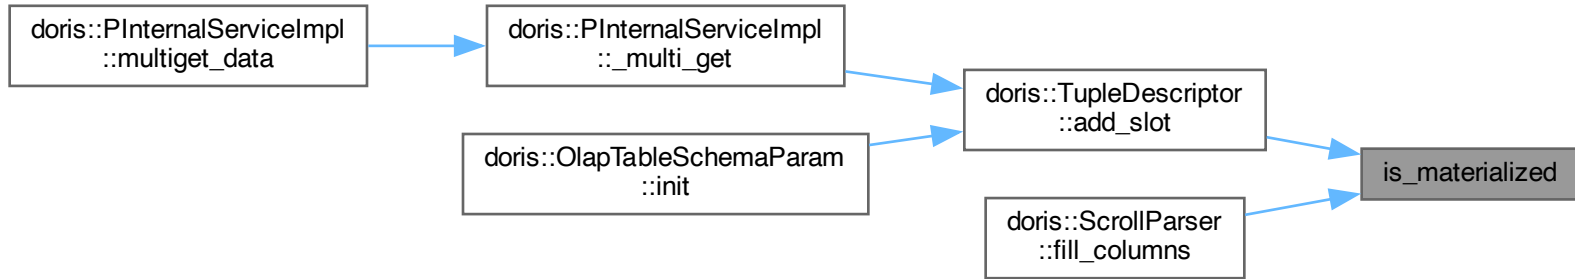 doris::PInternalServiceImpl
::multiget_data
doris::PInternalServiceImpl
::_multi_get
doris::TupleDescriptor
::add_slot
doris::OlapTableSchemaParam
::init
is_materialized
doris::ScrollParser
::fill_columns